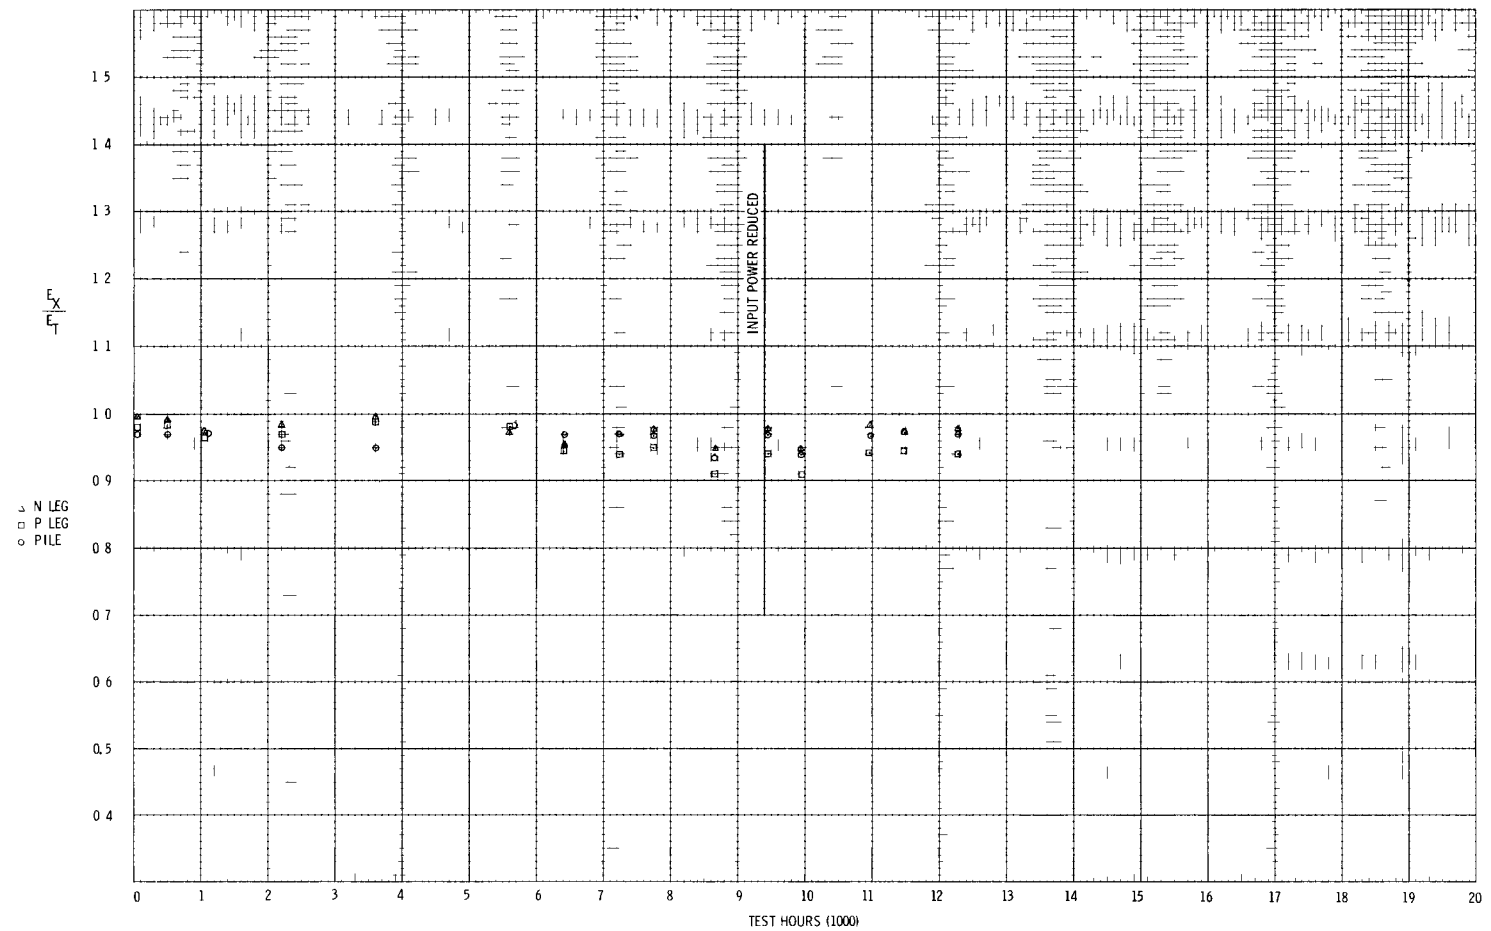 1 5
1 4
1 3
1 2
1 1
1 0
0 9
0 8
0 7
0 6
0,5
0 4
E_X
E_T
N LEG
P LEG
PILE
INPUT POWER REDUCED
0 1 2 3 4 5 6 7 8 9 10 11 12 13 14 15 16 17 18 19 20
TEST HOURS (1000)